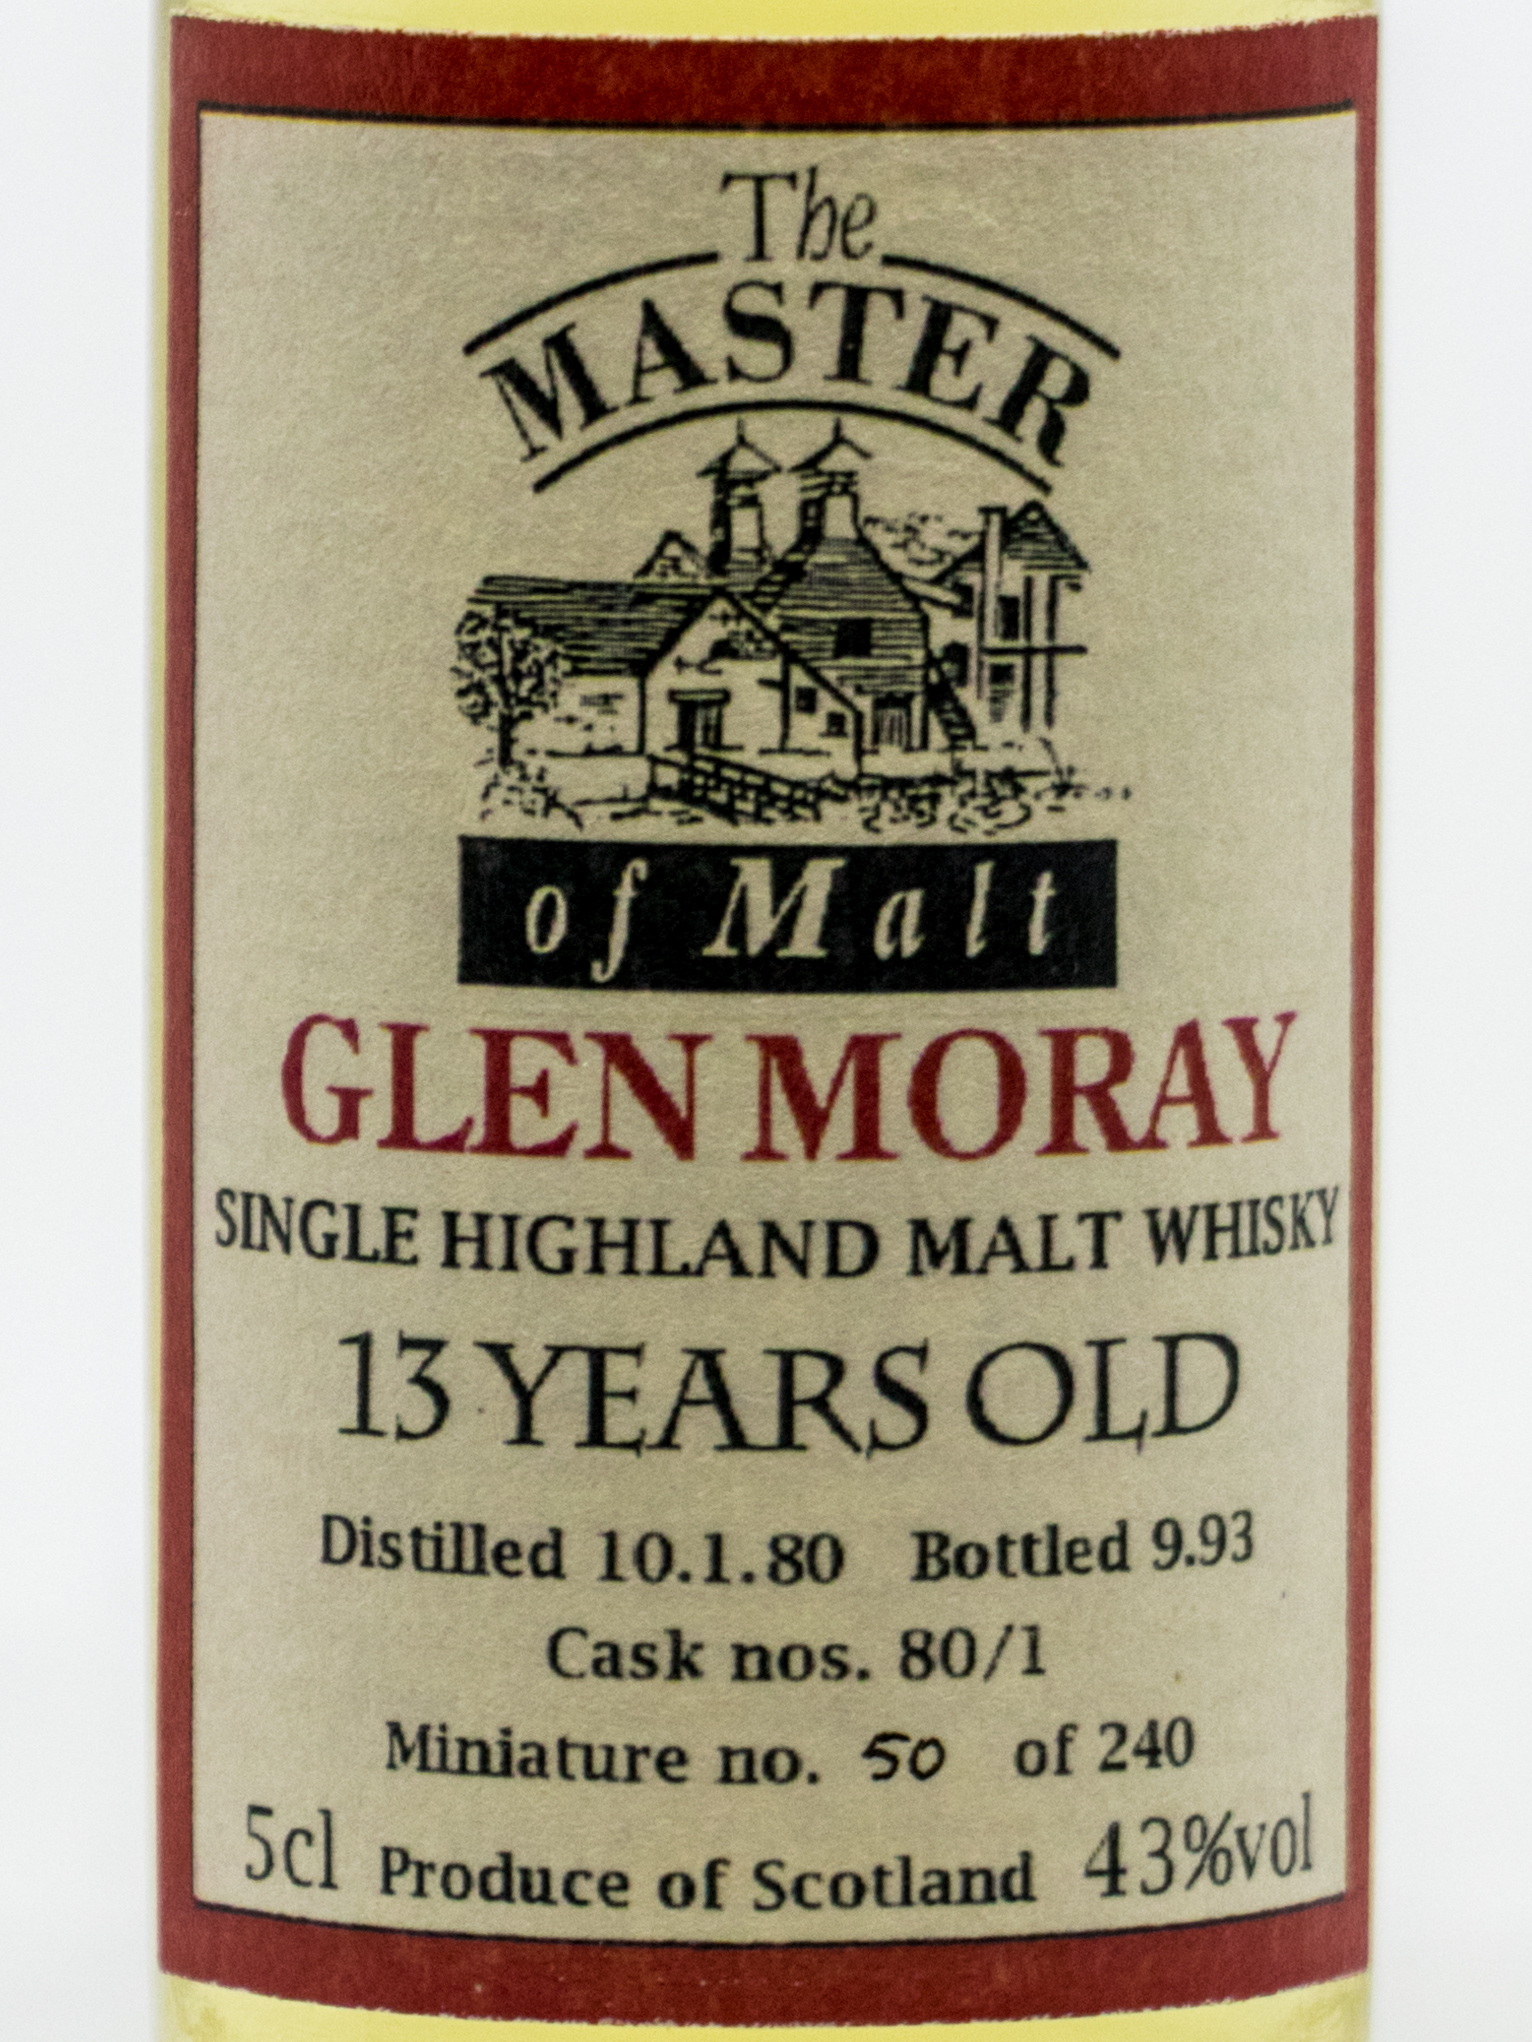 The
MASTER
of Malt
GLEN MORAY
SINGLE HIGHLAND MALT WHISKY
13 YEARS OLD
Distilled 10.1.80 Bottled 9.93
Cask nos. 80/1
Miniature no. 50 of 240
5cl Produce of Scotland 43%vol